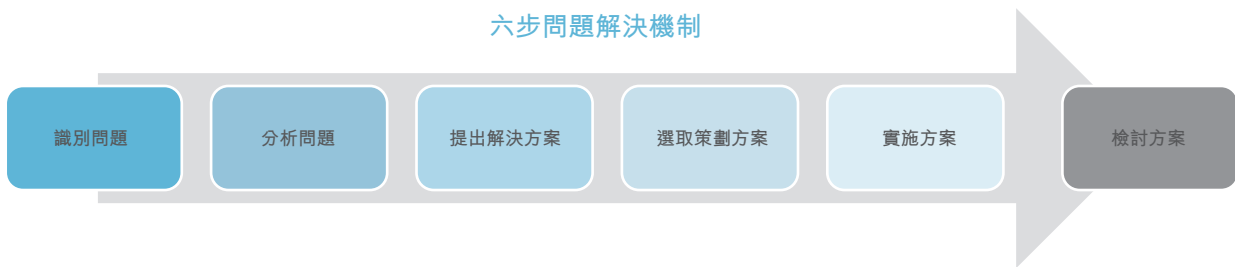 六步問題解決機制
識別問題
分析問題
提出解決方案
選取策劃方案
實施方案
檢討方案